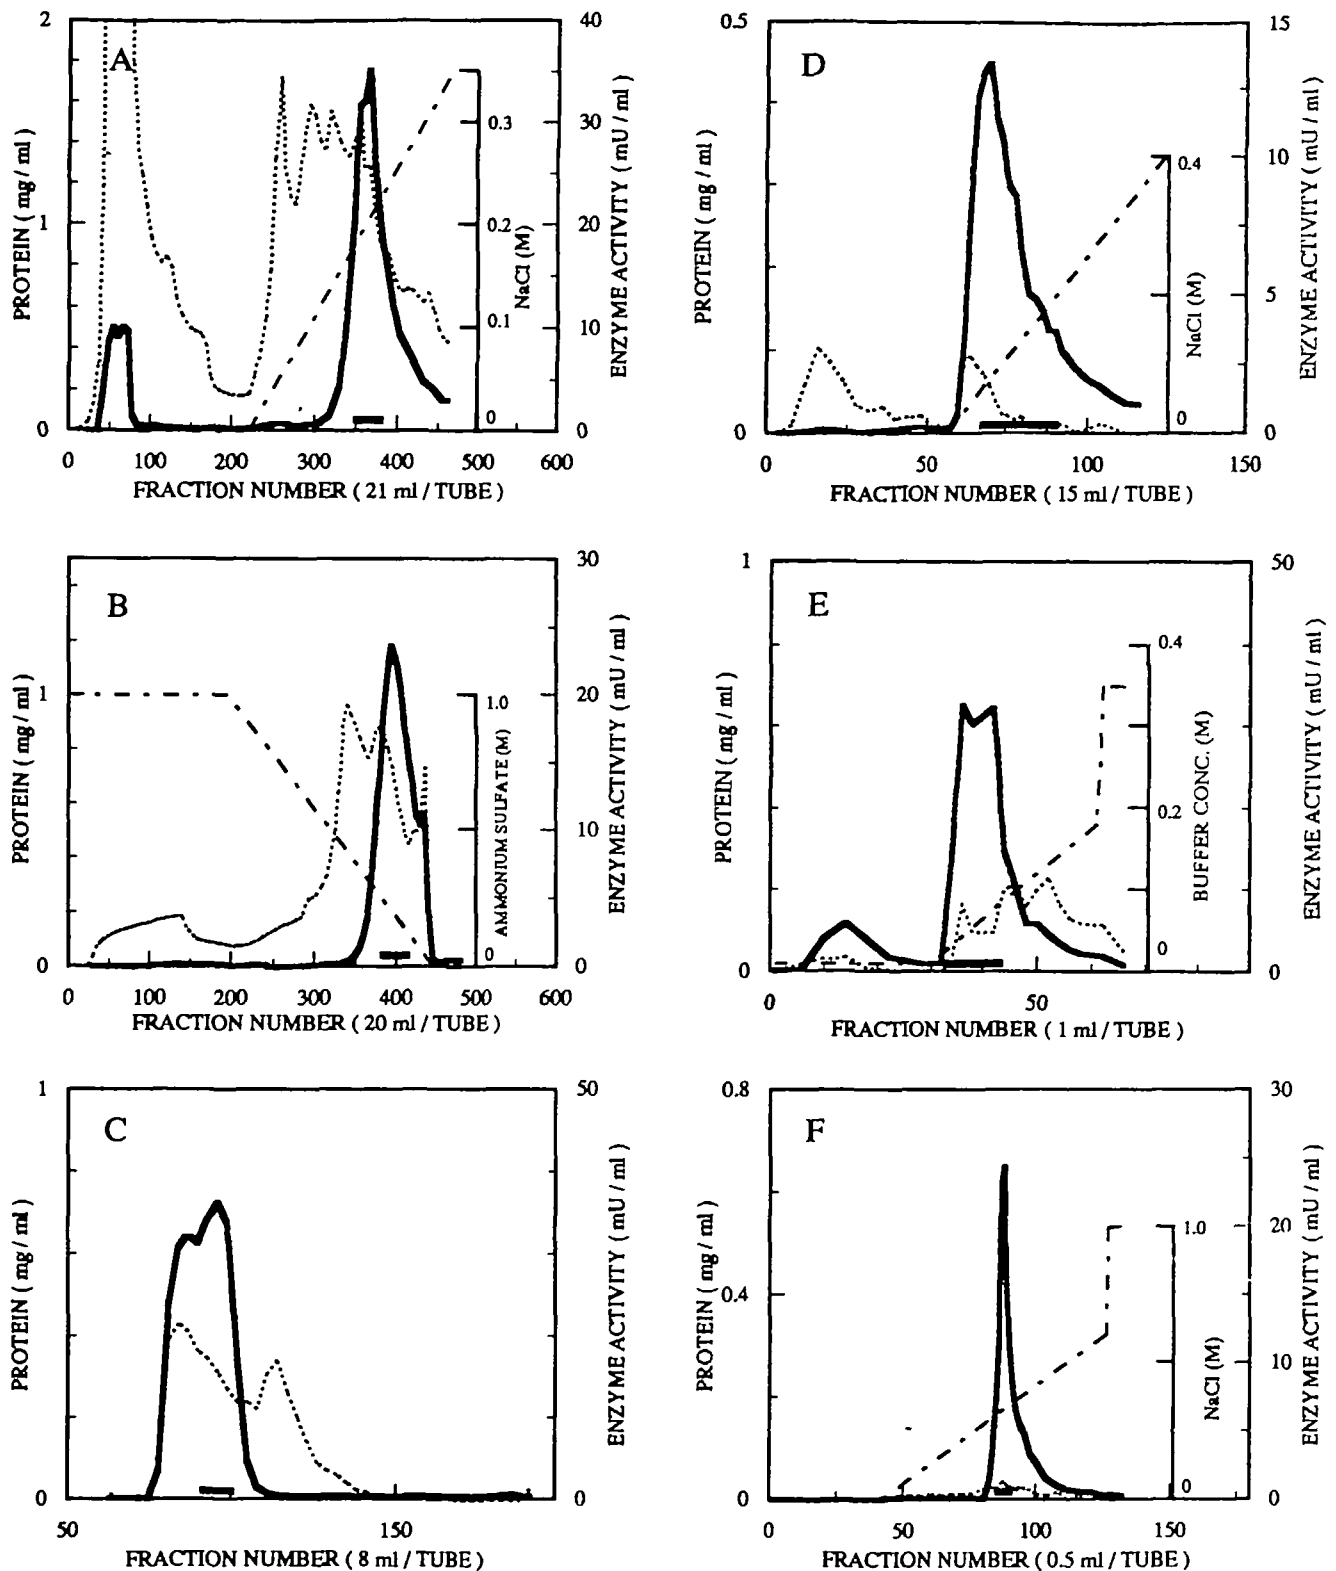 A
2
1
0
PROTEIN ( mg / ml )
40
30
20
10
0
ENZYME ACTIVITY ( mU / ml )
0.3
0.2
0.1
0
NaCl (M)
0 100 200 300 400 500 600
FRACTION NUMBER ( 21 ml / TUBE )
B
1
0
PROTEIN ( mg / ml )
30
20
10
0
ENZYME ACTIVITY ( mU / ml )
1.0
0
AMMONIUM SULFATE (M)
0 100 200 300 400 500 600
FRACTION NUMBER ( 20 ml / TUBE )
C
1
0
PROTEIN ( mg / ml )
50
0
ENZYME ACTIVITY ( mU / ml )
50 150
FRACTION NUMBER ( 8 ml / TUBE )
D
0.5
0
PROTEIN ( mg / ml )
15
10
5
0
ENZYME ACTIVITY ( mU / ml )
0.4
0
NaCl (M)
0 50 100 150
FRACTION NUMBER ( 15 ml / TUBE )
E
1
0
PROTEIN ( mg / ml )
50
0
ENZYME ACTIVITY ( mU / ml )
0.4
0.2
0
BUFFER CONC. (M)
0 50
FRACTION NUMBER ( 1 ml / TUBE )
F
0.8
0.4
0
PROTEIN ( mg / ml )
30
20
10
0
ENZYME ACTIVITY ( mU / ml )
1.0
0
NaCl (M)
0 50 100 150
FRACTION NUMBER ( 0.5 ml / TUBE )